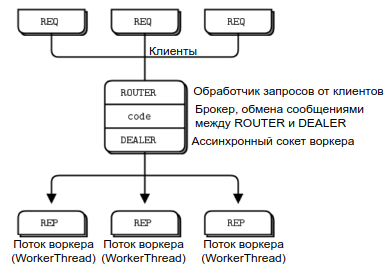 REQ REQ REQ
Клиенты
ROUTER Обработчик запросов от клиентов
code Брокер, обмена сообщениями
между ROUTER и DEALER
DEALER Ассинхронный сокет воркера
REP REP REP
Поток воркера Поток воркера Поток воркера
(WorkerThread) (WorkerThread) (WorkerThread)